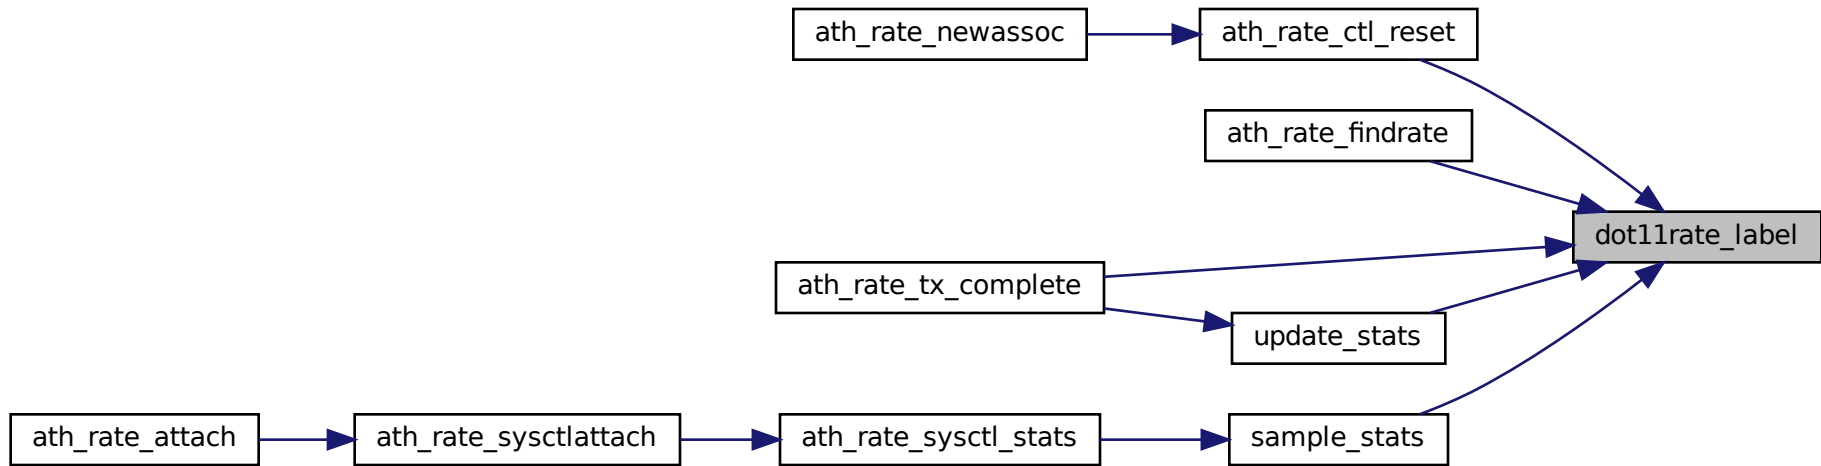 ath_rate_newassoc
ath_rate_ctl_reset
ath_rate_findrate
dot11rate_label
ath_rate_tx_complete
update_stats
ath_rate_attach
ath_rate_sysctlattach
ath_rate_sysctl_stats
sample_stats